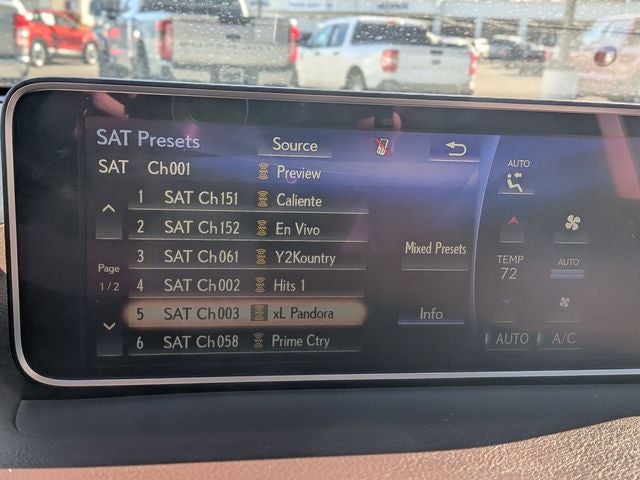 SAT Presets Source
SAT Ch001 Preview
1 SAT Ch151 Caliente
2 SAT Ch152 En Vivo
3 SAT Ch061 Y2Kountry
4 SAT Ch002 Hits 1
5 SAT Ch003 xL Pandora
6 SAT Ch058 Prime Ctry
Page
1/2
Mixed Presets
Info
AUTO
TEMP
72
AUTO
AUTO A/C